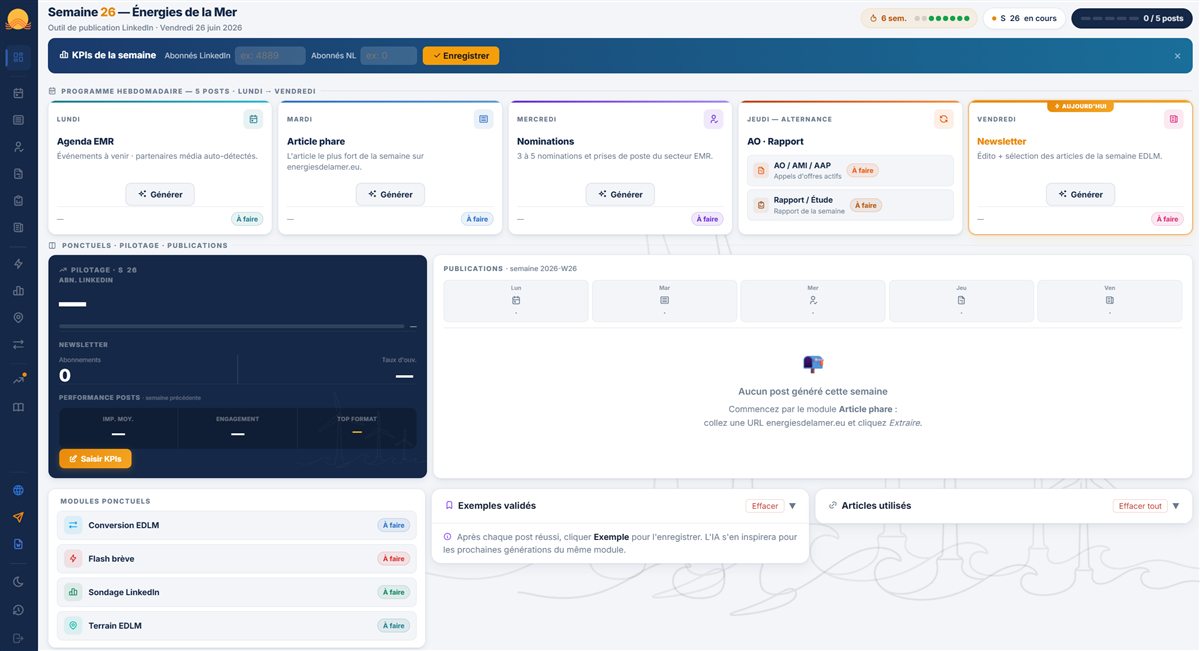 Semaine 26 — Énergies de la Mer
Outil de publication LinkedIn · Vendredi 26 juin 2026
6 sem.
S 26 en cours
0 / 5 posts
KPIs de la semaine
Abonnés LinkedIn
ex: 4889
Abonnés NL
ex: 0
✓ Enregistrer
×
PROGRAMME HEBDOMADAIRE — 5 POSTS · LUNDI → VENDREDI
LUNDI
Agenda EMR
Événements à venir · partenaires média auto-détectés.
Générer
—
À faire
MARDI
Article phare
L'article le plus fort de la semaine sur
energiesdelamer.eu.
Générer
—
À faire
MERCREDI
Nominations
3 à 5 nominations et prises de poste du secteur EMR.
Générer
—
À faire
JEUDI — ALTERNANCE
AO · Rapport
AO / AMI / AAP
Appels d'offres actifs
À faire
Rapport / Étude
Rapport de la semaine
À faire
AUJOURD'HUI
VENDREDI
Newsletter
Édito + sélection des articles de la semaine EDLM.
Générer
—
À faire
PONCTUELS · PILOTAGE · PUBLICATIONS
PILOTAGE · S 26
ABN. LINKEDIN
—
—
NEWSLETTER
Abonnements
0
Taux d'ouv.
—
PERFORMANCE POSTS · semaine précédente
IMP. MOY.
—
ENGAGEMENT
—
TOP FORMAT
—
Saisir KPIs
PUBLICATIONS · semaine 2026-W26
Lun
-
Mar
-
Mer
-
Jeu
-
Ven
-
Aucun post généré cette semaine
Commencez par le module Article phare :
collez une URL energiesdelamer.eu et cliquez Extraire.
MODULES PONCTUELS
Conversion EDLM
À faire
Flash brève
À faire
Sondage LinkedIn
À faire
Terrain EDLM
À faire
Exemples validés
Effacer ▼
Après chaque post réussi, cliquer Exemple pour l'enregistrer. L'IA s'en inspirera pour
les prochaines générations du même module.
Articles utilisés
Effacer tout ▼